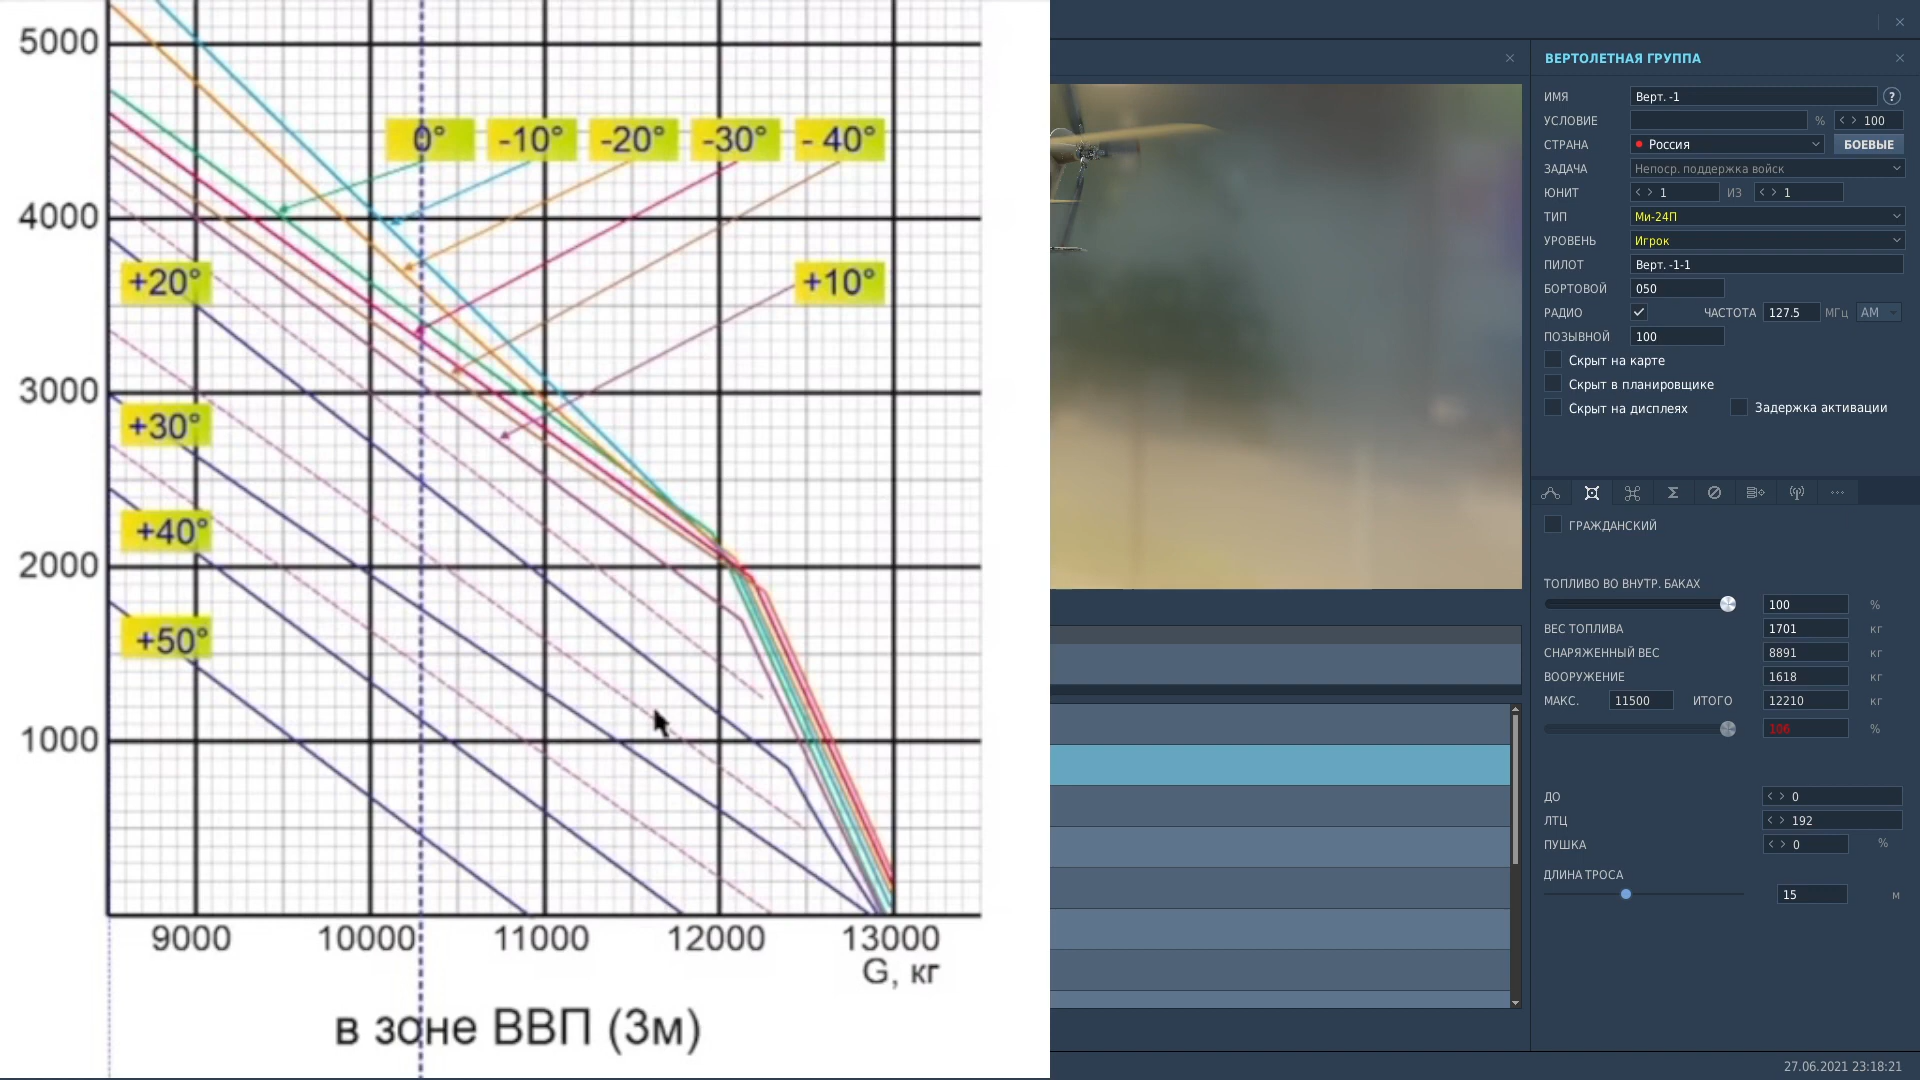 5000
0° -10° -20° -30° - 40°
4000
+20° +10°
3000
+30°
+40°
2000
+50°
1000
9000 10000 11000 12000 13000
G, кг
в зоне ВВП (3м)
ВЕРТОЛЕТНАЯ ГРУППА
ИМЯ Верт. -1 ?
УСЛОВИЕ % < > 100
СТРАНА Россия БОЕВЫЕ
ЗАДАЧА Непоср. поддержка войск
ЮНИТ < > 1 ИЗ < > 1
ТИП Ми-24П
УРОВЕНЬ Игрок
ПИЛОТ Верт. -1-1
БОРТОВОЙ 050
РАДИО ЧАСТОТА 127.5 МГц AM
ПОЗЫВНОЙ 100
Скрыт на карте
Скрыт в планировщике
Скрыт на дисплеях Задержка активации
ГРАЖДАНСКИЙ
ТОПЛИВО ВО ВНУТР. БАКАХ
100 %
ВЕС ТОПЛИВА 1701 кг
СНАРЯЖЕННЫЙ ВЕС 8891 кг
ВООРУЖЕНИЕ 1618 кг
МАКС. 11500 ИТОГО 12210 кг
106 %
ДО < > 0
ЛТЦ < > 192
ПУШКА < > 0 %
ДЛИНА ТРОСА
15 м
27.06.2021 23:18:21